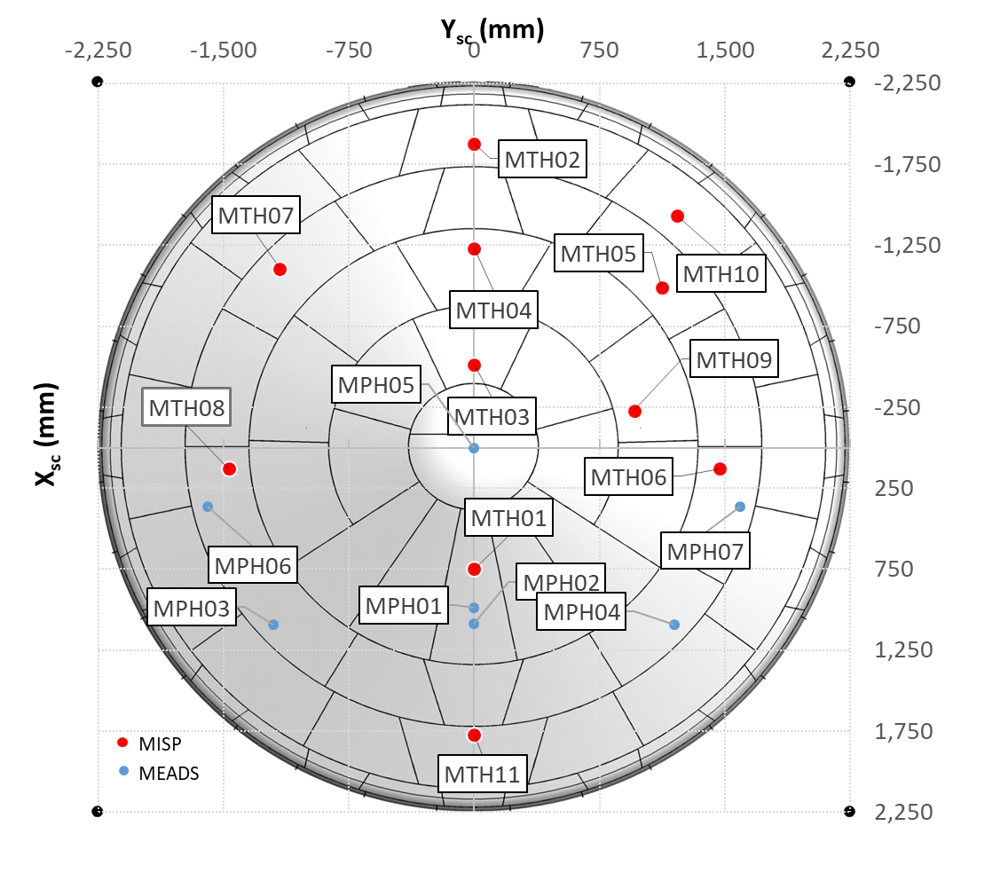 Ysc (mm)
-2,250 -1,500 -750 0 750 1,500 2,250
-2,250
MTH02
-1,750
MTH07
-1,250
MTH05
MTH10
MTH04
-750
MTH09
MPH05
Xsc (mm)
MTH08
MTH03
-250
MTH06
250
MTH01
MPH07
MPH06
750
MPH02
MPH03
MPH01
MPH04
1,250
1,750
MISP
MEADS
MTH11
2,250